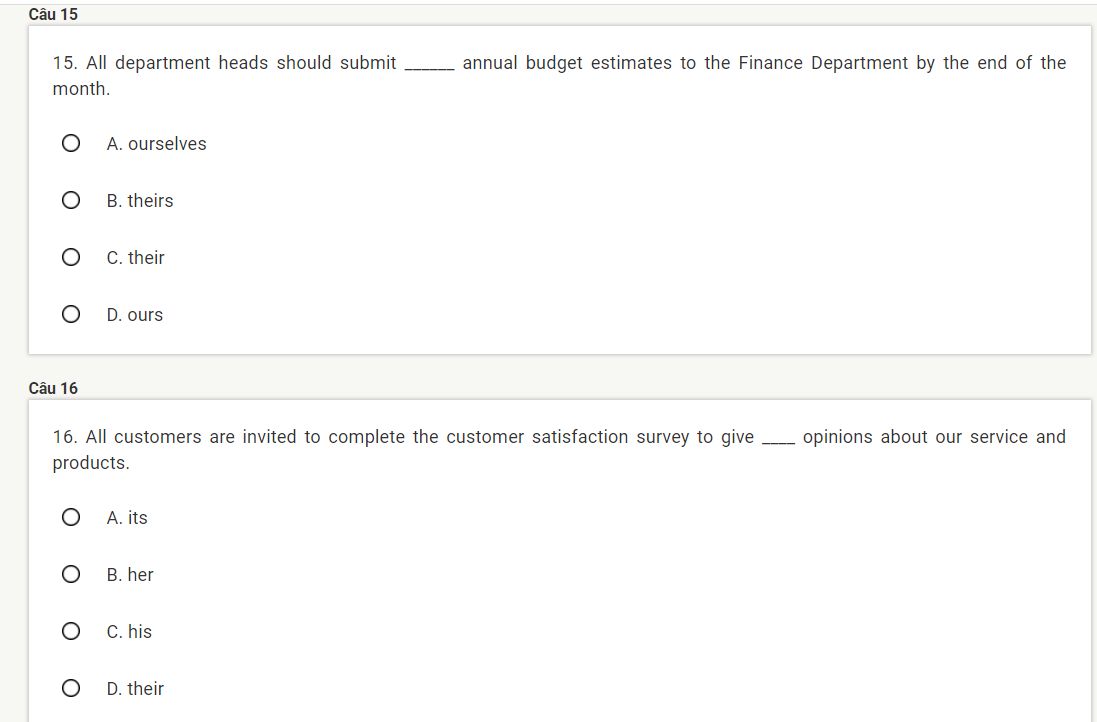 Câu 15
15. All department heads should submit ______ annual budget estimates to the Finance Department by the end of the
month.
A. ourselves
B. theirs
C. their
D. ours
Câu 16
16. All customers are invited to complete the customer satisfaction survey to give ____ opinions about our service and
products.
A. its
B. her
C. his
D. their